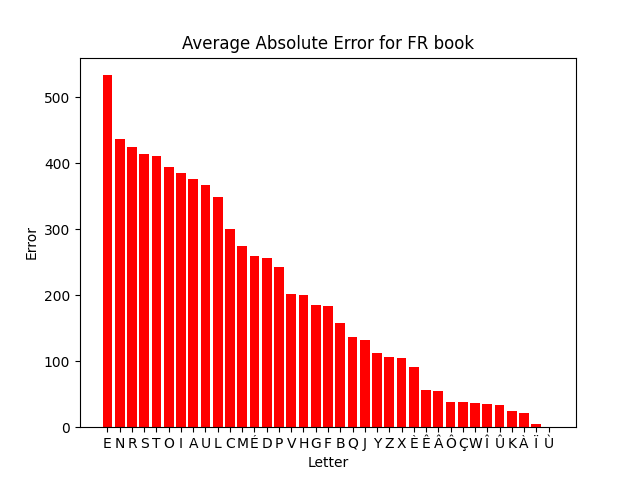 Average Absolute Error for FR book
Error
500
400
300
200
100
0
E N R S T O I A U L C M É D P V H G F B Q J Y Z X È Ê Â Ô Ç W Î Û K À Ï Ù
Letter